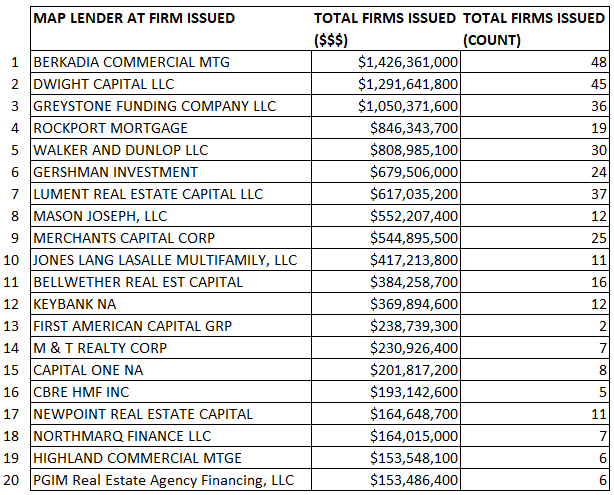 MAP LENDER AT FIRM ISSUED TOTAL FIRMS ISSUED TOTAL FIRMS ISSUED
($$$) (COUNT)
1 BERKADIA COMMERCIAL MTG $1,426,361,000 48
2 DWIGHT CAPITAL LLC $1,291,641,800 45
3 GREYSTONE FUNDING COMPANY LLC $1,050,371,600 36
4 ROCKPORT MORTGAGE $846,343,700 19
5 WALKER AND DUNLOP LLC $808,985,100 30
6 GERSHMAN INVESTMENT $679,506,000 24
7 LUMENT REAL ESTATE CAPITAL LLC $617,035,200 37
8 MASON JOSEPH, LLC $552,207,400 12
9 MERCHANTS CAPITAL CORP $544,895,500 25
10 JONES LANG LASALLE MULTIFAMILY, LLC $417,213,800 11
11 BELLWETHER REAL EST CAPITAL $384,258,700 16
12 KEYBANK NA $369,894,600 12
13 FIRST AMERICAN CAPITAL GRP $238,739,300 2
14 M & T REALTY CORP $230,926,400 7
15 CAPITAL ONE NA $201,817,200 8
16 CBRE HMF INC $193,142,600 5
17 NEWPOINT REAL ESTATE CAPITAL $164,648,700 11
18 NORTHMARQ FINANCE LLC $164,015,000 7
19 HIGHLAND COMMERCIAL MTGE $153,548,100 6
20 PGIM Real Estate Agency Financing, LLC $153,486,400 6